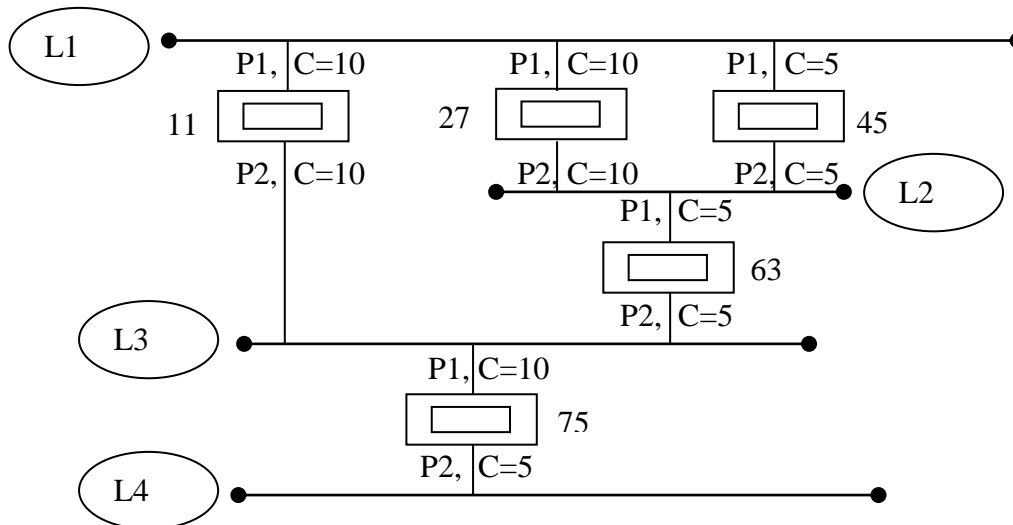 L1
P1, C=10 P1, C=10 P1, C=5
11 27 45
P2, C=10 P2, C=10 P2, C=5
L2
P1, C=5
63
P2, C=5
L3
P1, C=10
75
P2, C=5
L4